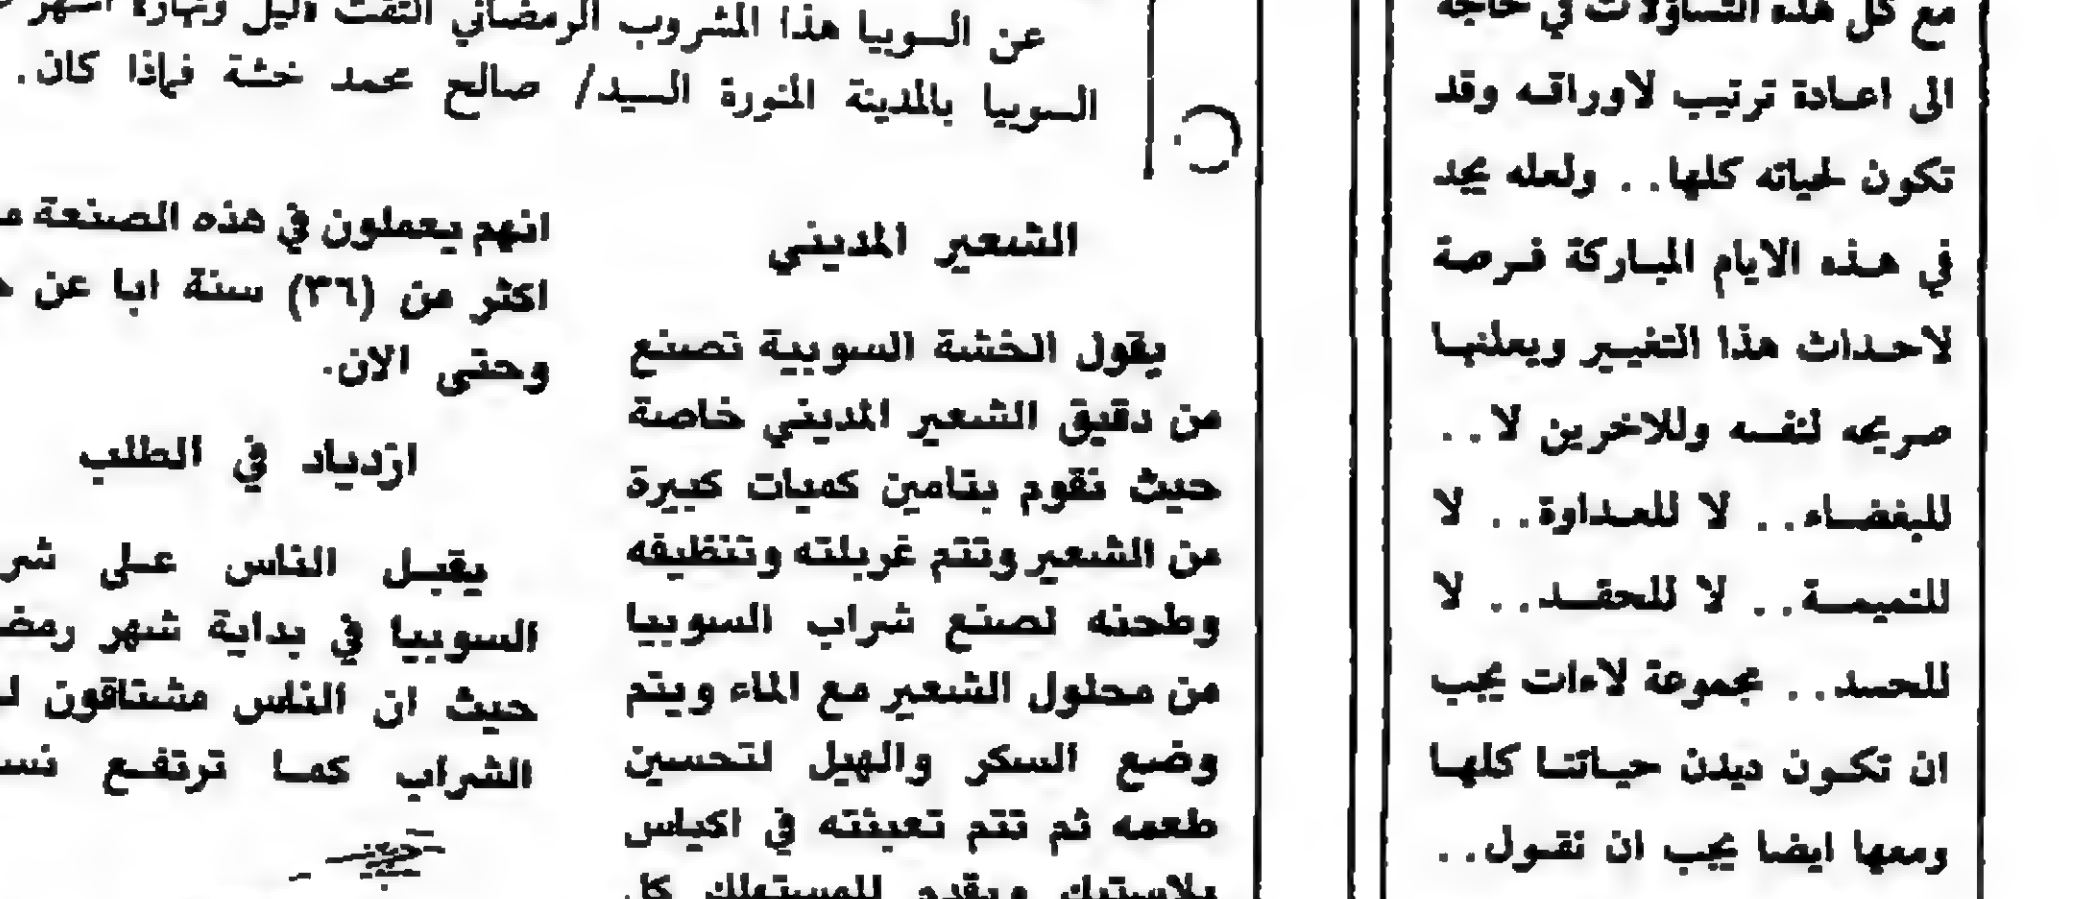 مع كل هذه التساؤلات في حاجة
الى اعادة ترتيب لاوراقه وقد
تكون لحياته كلها.. ولعله يجد
في هذه الايام المباركة فرصة
لاحداث هذا التغيير ويعلنها
صريحه لنفسه وللاخرين لا..
للبغضاء.. لا للعداوة.. لا
للنميمة.. لا للحقد.. لا
للحسد.. مجموعة لاءات يجب
ان تكون ديدن حياتنا كلها
ومعها ايضا يجب ان نقول..
عن السوبيا هذا المشروب الرمضاني التقت دليل ونهاره اشهر
السوبيا بالمدينة المنورة السيد/ صالح محمد خشة فماذا كان.
الشعير المديني
يقول الخشة السوبية تصنع
من دقيق الشعير المديني خاصة
حيث نقوم بتامين كميات كبيرة
من الشعير وتتم غربلته وتنظيفه
وطحنه لصنع شراب السوبيا
من محلول الشعير مع الماء ويتم
وضع السكر والهيل لتحسين
طعمه ثم تتم تعبئته في اكياس
بلاستيك ويقدم للمستهلك كل
انهم يعملون في هذه الصنعة
اكثر من (٣٦) سنة ابا عن
وحتى الان.
ازدياد في الطلب
يقبل الناس على
السوبيا في بداية شهر
حيث ان الناس مشتاقون
الشراب كما ترتفع